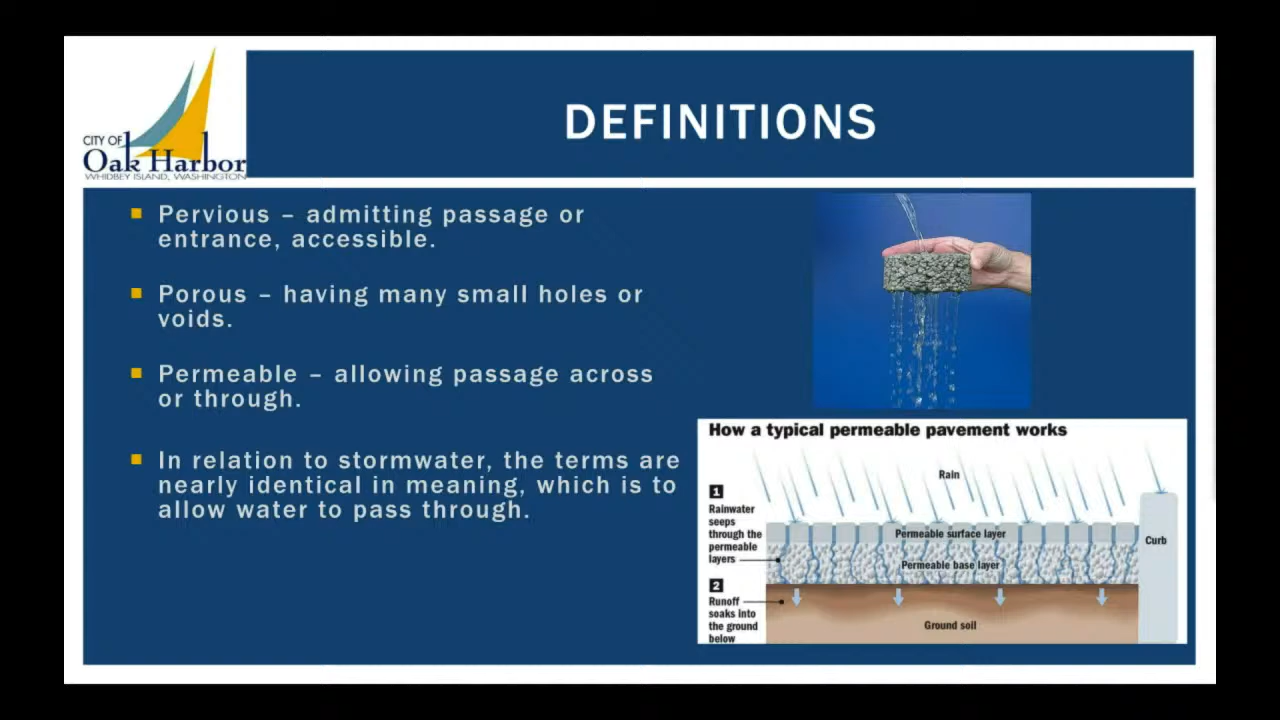 CITY OF
Oak Harbor
WHIDBEY ISLAND, WASHINGTON
DEFINITIONS
Pervious – admitting passage or
entrance, accessible.
Porous – having many small holes or
voids.
Permeable – allowing passage across
or through.
In relation to stormwater, the terms are
nearly identical in meaning, which is to
allow water to pass through.
How a typical permeable pavement works
Rain
1
Rainwater
seeps
through the
permeable
layers
Permeable surface layer
Permeable base layer
Curb
2
Runoff
soaks into
the ground
below
Ground soil